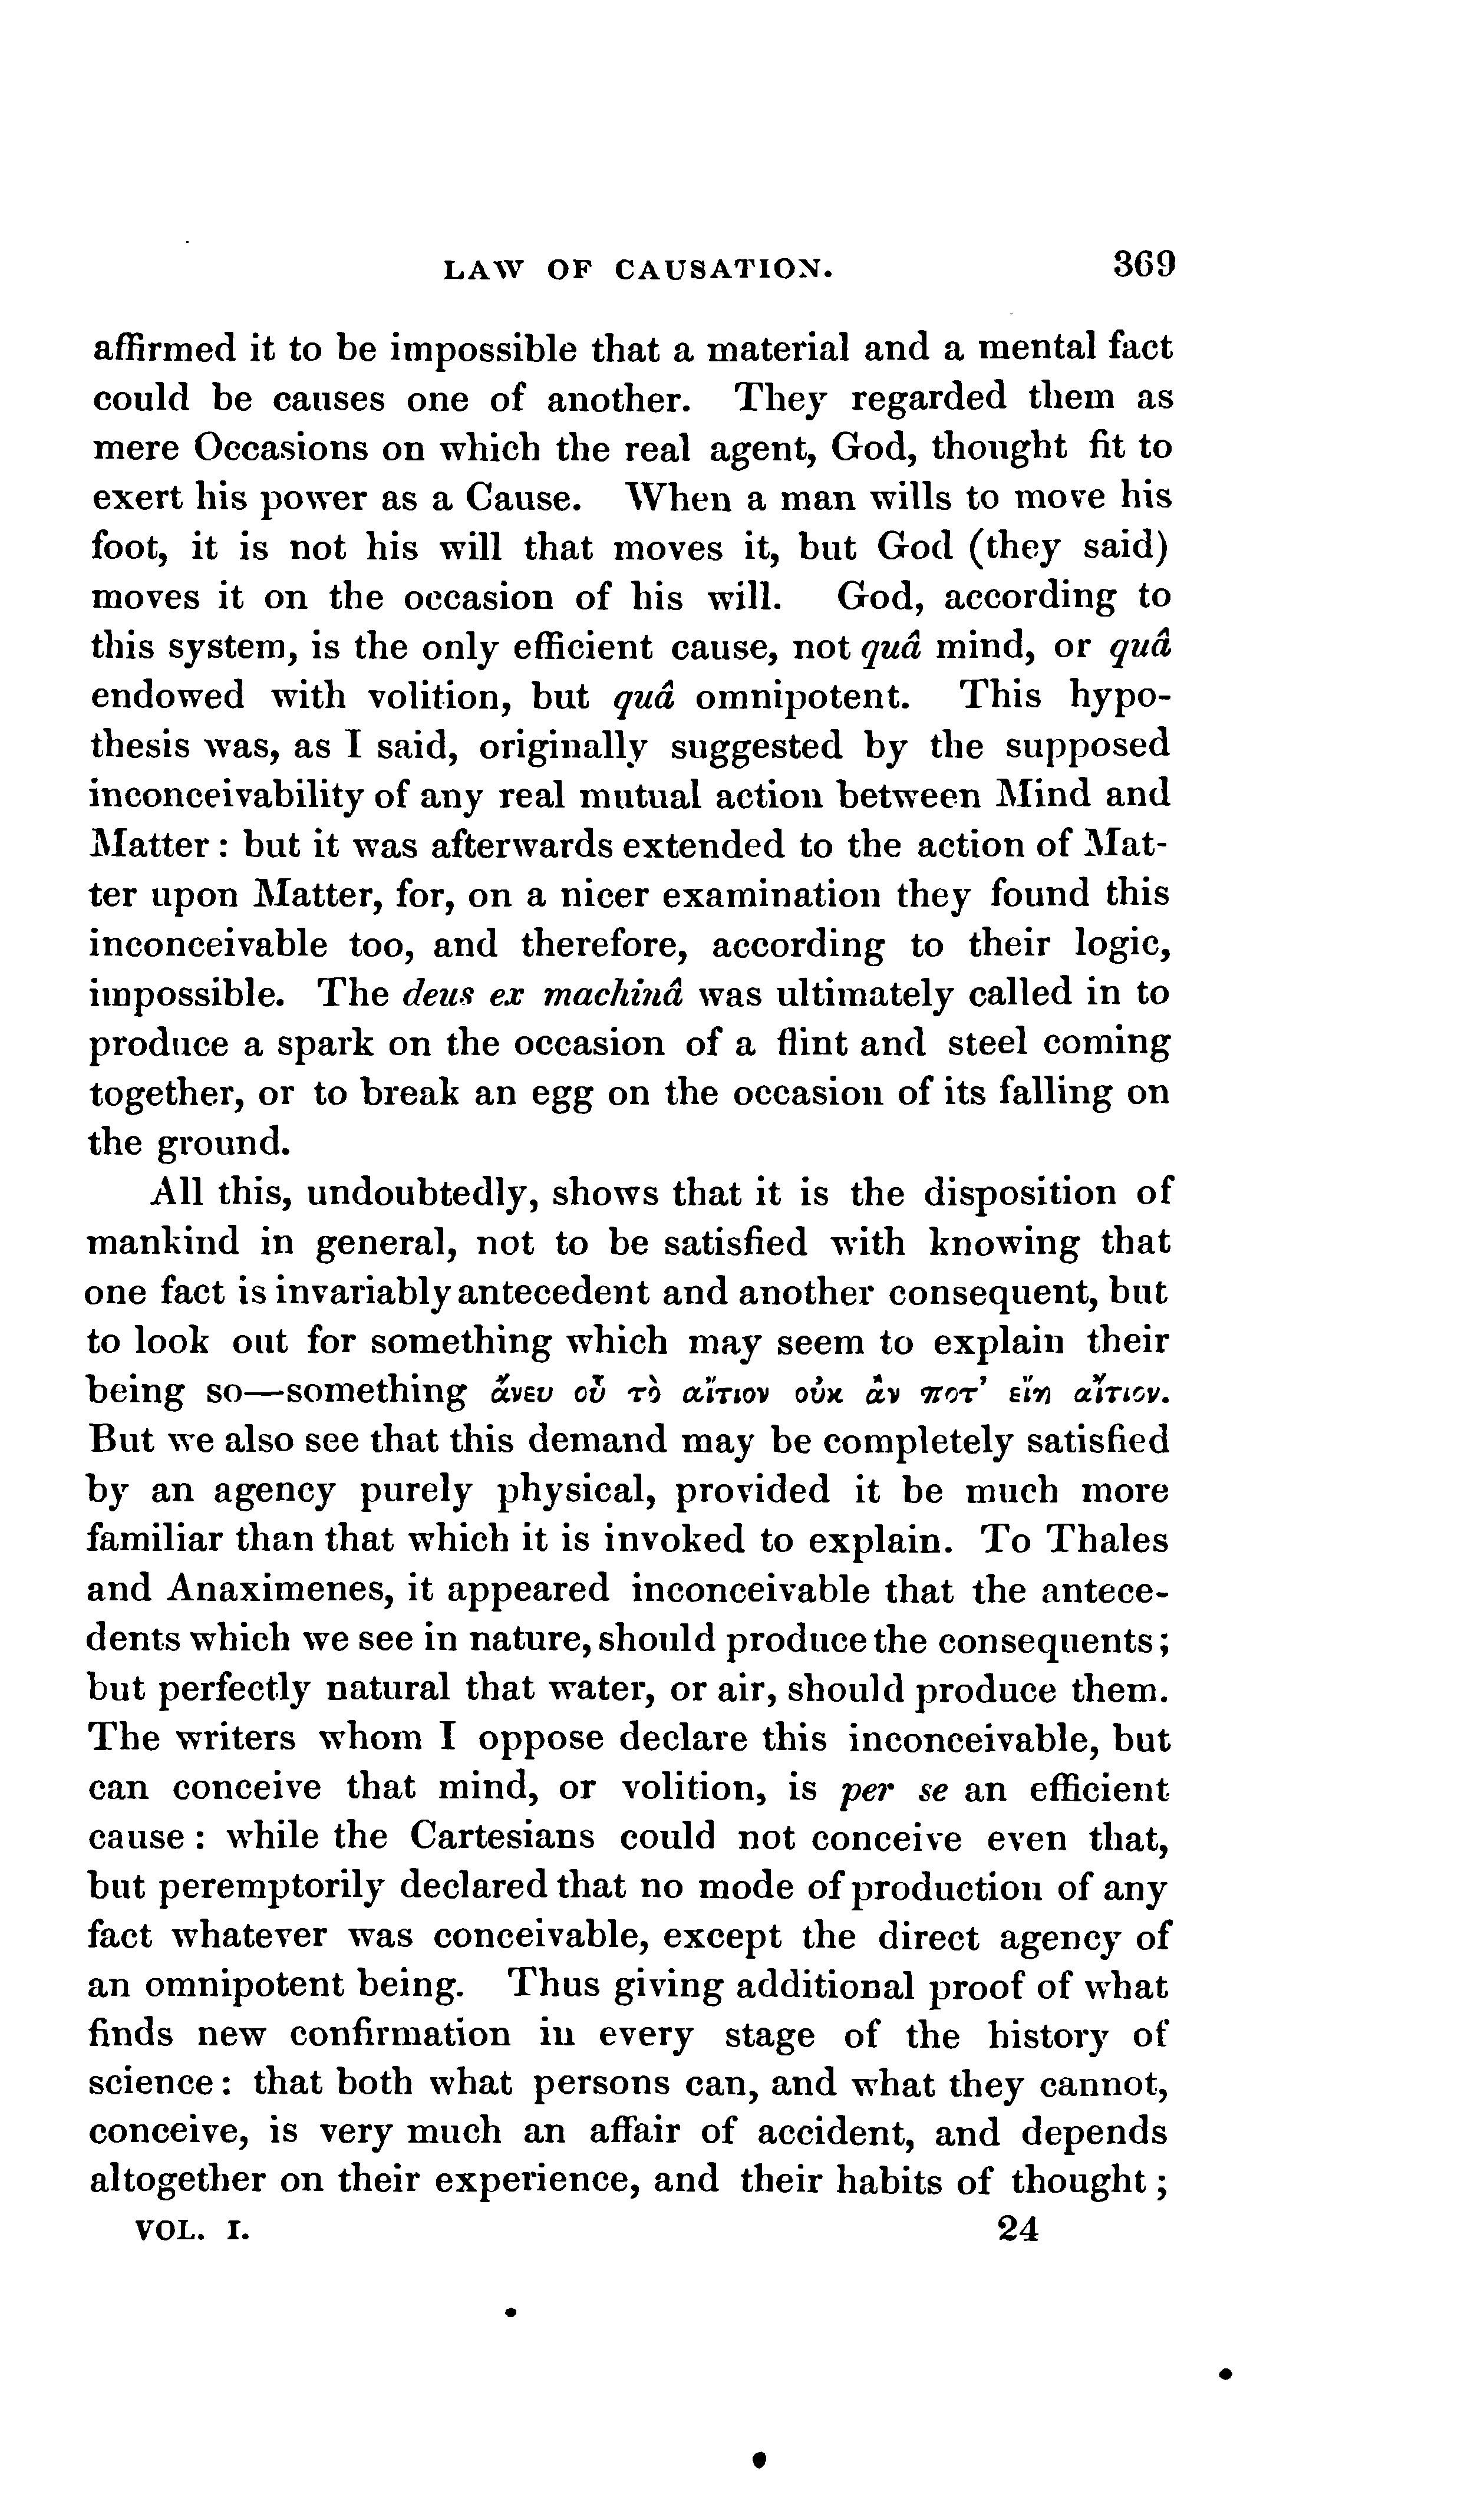 LAW OF CAUSATION. 369
affirmed it to be impossible that a material and a mental fact
could be causes one of another. They regarded them as
mere Occasions on which the real agent, God, thought fit to
exert his power as a Cause. When a man wills to move his
foot, it is not his will that moves it, but God (they said)
moves it on the occasion of his will. God, according to
this system, is the only efficient cause, not quâ mind, or quâ
endowed with volition, but quâ omnipotent. This hypo-
thesis was, as I said, originally suggested by the supposed
inconceivability of any real mutual action between Mind and
Matter : but it was afterwards extended to the action of Mat-
ter upon Matter, for, on a nicer examination they found this
inconceivable too, and therefore, according to their logic,
impossible. The deus ex machinâ was ultimately called in to
produce a spark on the occasion of a flint and steel coming
together, or to break an egg on the occasion of its falling on
the ground.
All this, undoubtedly, shows that it is the disposition of
mankind in general, not to be satisfied with knowing that
one fact is invariably antecedent and another consequent, but
to look out for something which may seem to explain their
being so—something ἄνευ οὗ τὸ αἴτιον οὐκ ἂν ποτ’ εἴη αἴτιον.
But we also see that this demand may be completely satisfied
by an agency purely physical, provided it be much more
familiar than that which it is invoked to explain. To Thales
and Anaximenes, it appeared inconceivable that the antece-
dents which we see in nature, should produce the consequents ;
but perfectly natural that water, or air, should produce them.
The writers whom I oppose declare this inconceivable, but
can conceive that mind, or volition, is per se an efficient
cause : while the Cartesians could not conceive even that,
but peremptorily declared that no mode of production of any
fact whatever was conceivable, except the direct agency of
an omnipotent being. Thus giving additional proof of what
finds new confirmation in every stage of the history of
science : that both what persons can, and what they cannot,
conceive, is very much an affair of accident, and depends
altogether on their experience, and their habits of thought ;
VOL. I. 24